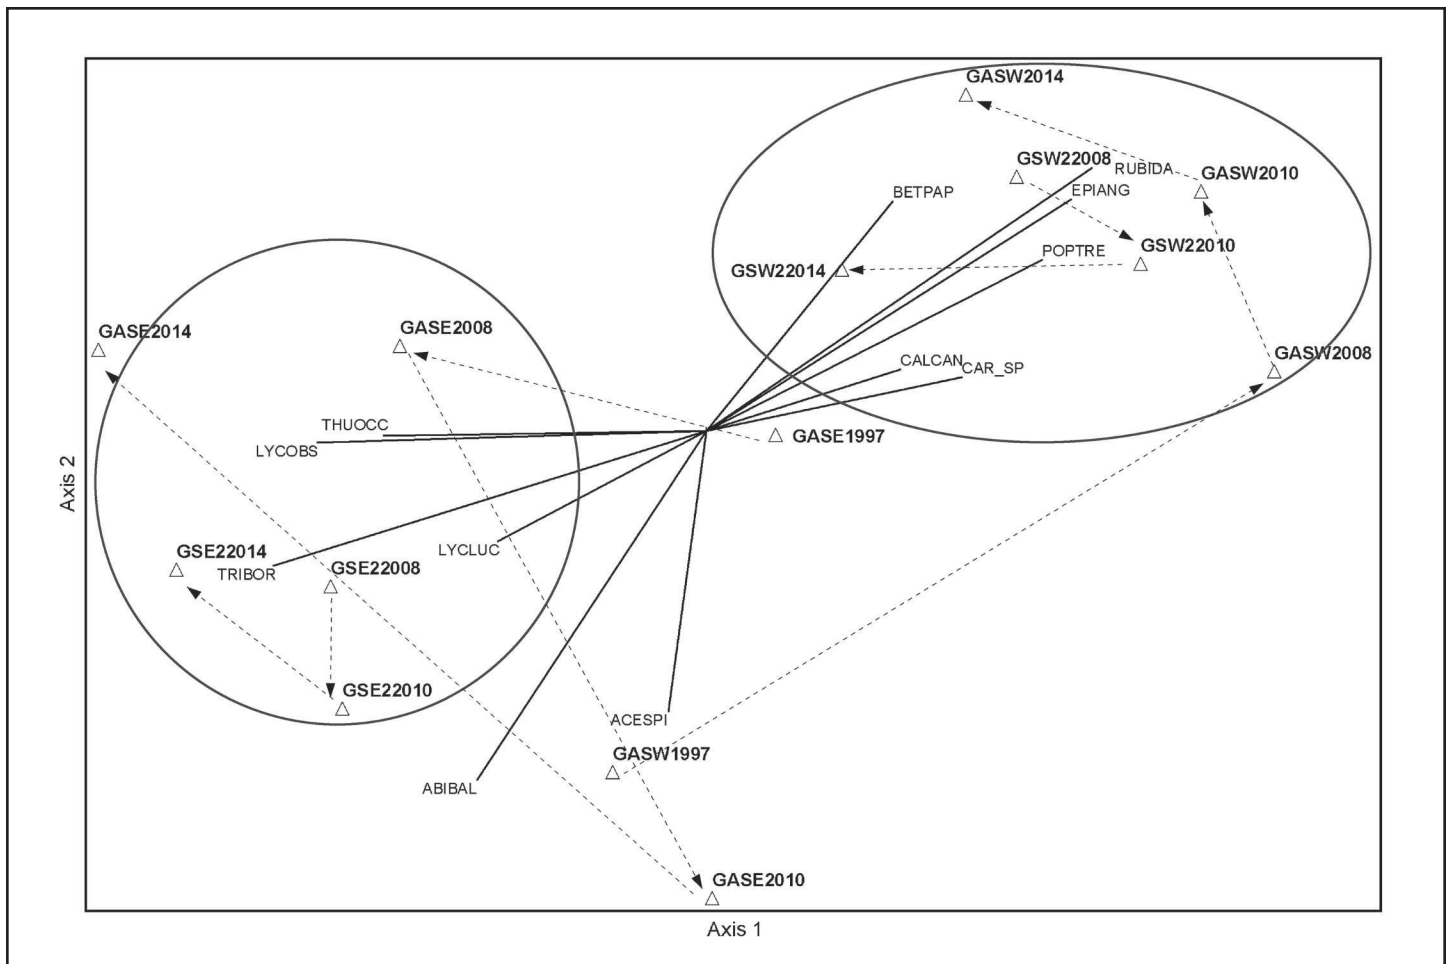 GASW2014
GSW22008
RUBIDA
GASW2010
EPIANG
BETPAP
GSW22010
POPTRE
GSW22014
GASE2014
GASE2008
GASW2008
CALCAN
CAR_SP
THUOCC
GASE1997
LYCOBS
Axis 2
LYCLUC
GSE22014
TRIBOR
GSE22008
GSE22010
ACESPI
GASW1997
ABIBAL
GASE2010
Axis 1